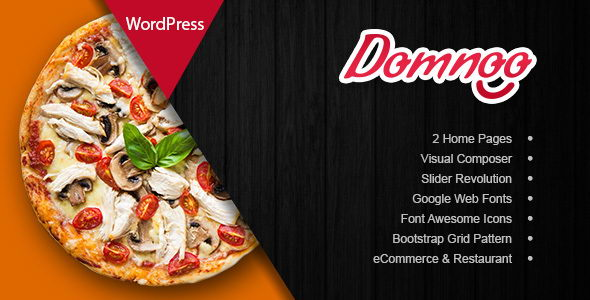 WordPress
Domnoo
2 Home Pages
Visual Composer
Slider Revolution
Google Web Fonts
Font Awesome Icons
Bootstrap Grid Pattern
eCommerce & Restaurant